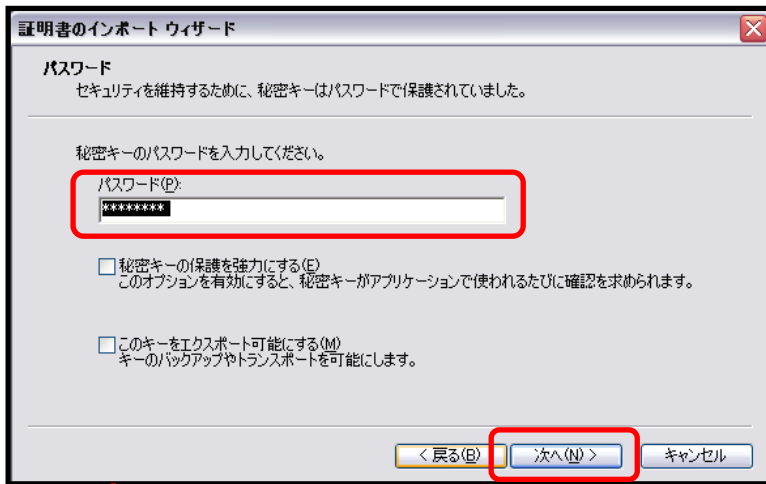 証明書のインポート ウィザード
パスワード
セキュリティを維持するために、秘密キーはパスワードで保護されていました。
秘密キーのパスワードを入力してください。
パスワード(P):
********
秘密キーの保護を強力にする(E)
このオプションを有効にすると、秘密キーがアプリケーションで使われるたびに確認を求められます。
このキーをエクスポート可能にする(M)
キーのバックアップやトランスポートを可能にします。
< 戻る(B) 次へ(N) > キャンセル